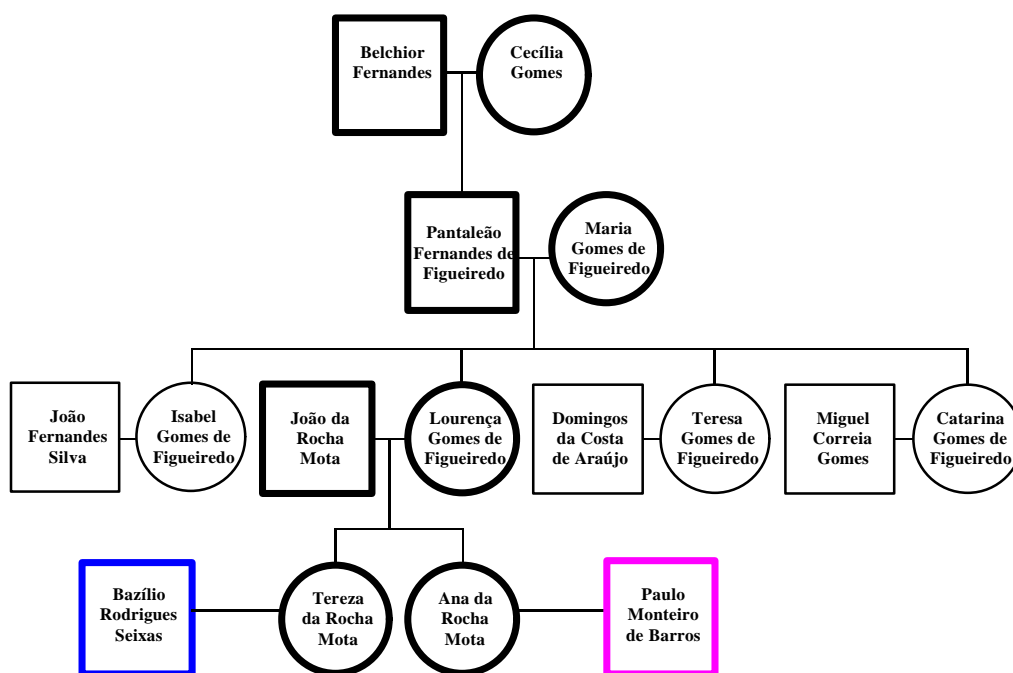 Belchior
Fernandes
Cecília
Gomes
Pantaleão
Fernandes de
Figueiredo
Maria
Gomes de
Figueiredo
João
Fernandes
Silva
Isabel
Gomes de
Figueiredo
João da
Rocha
Mota
Lourença
Gomes de
Figueiredo
Domingos
da Costa
de Araújo
Teresa
Gomes de
Figueiredo
Miguel
Correia
Gomes
Catarina
Gomes de
Figueiredo
Bazílio
Rodrigues
Seixas
Tereza
da Rocha
Mota
Ana da
Rocha
Mota
Paulo
Monteiro
de Barros